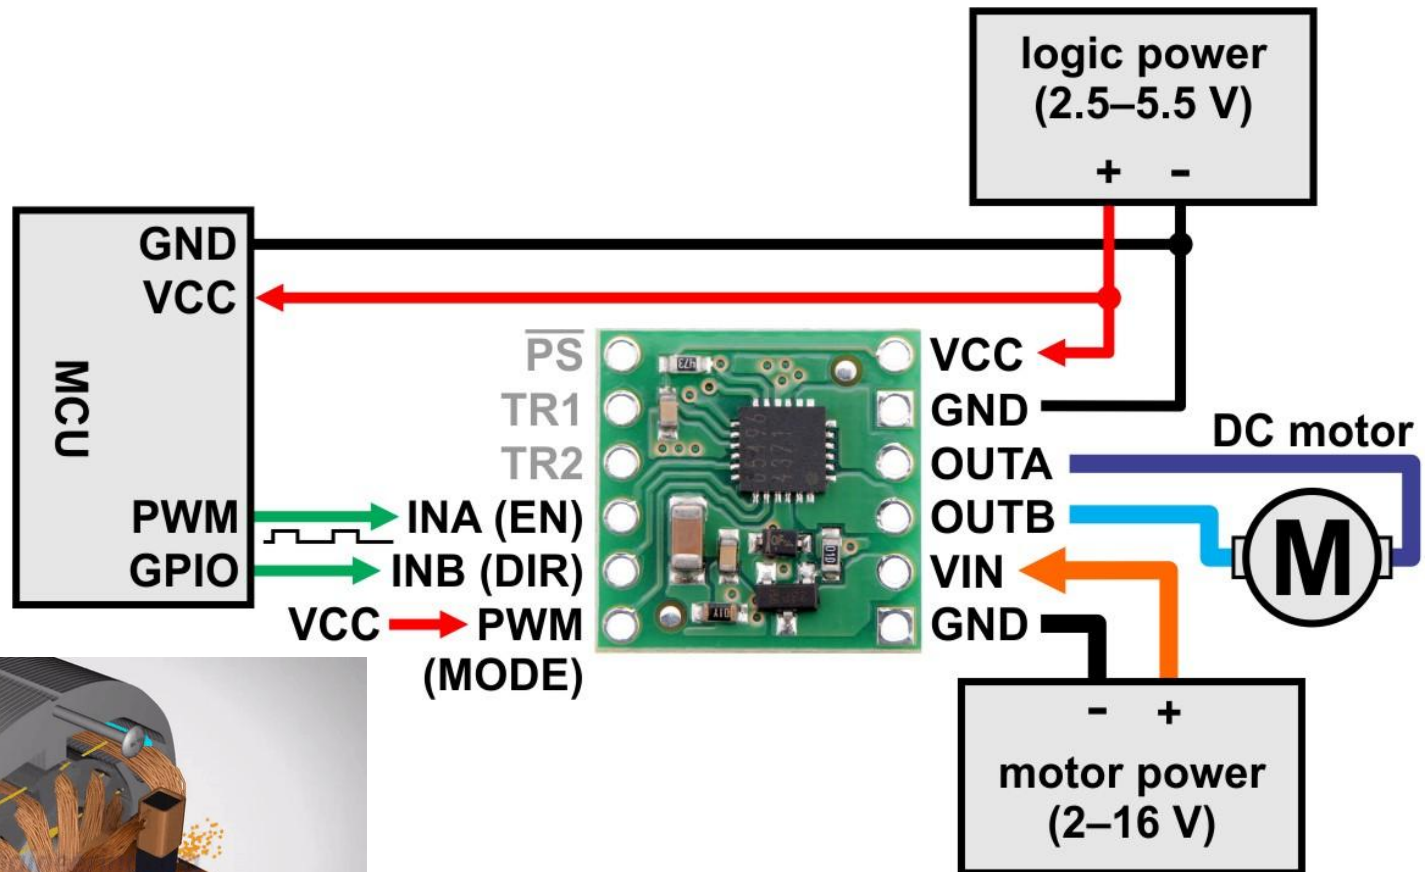 logic power
(2.5–5.5 V)
+ -
GND
VCC
MCU
PWM
GPIO
PS
TR1
TR2
INA (EN)
INB (DIR)
VCC
PWM
(MODE)
473
VCC
GND
OUTA
OUTB
VIN
GND
DC motor
M
- +
motor power
(2–16 V)